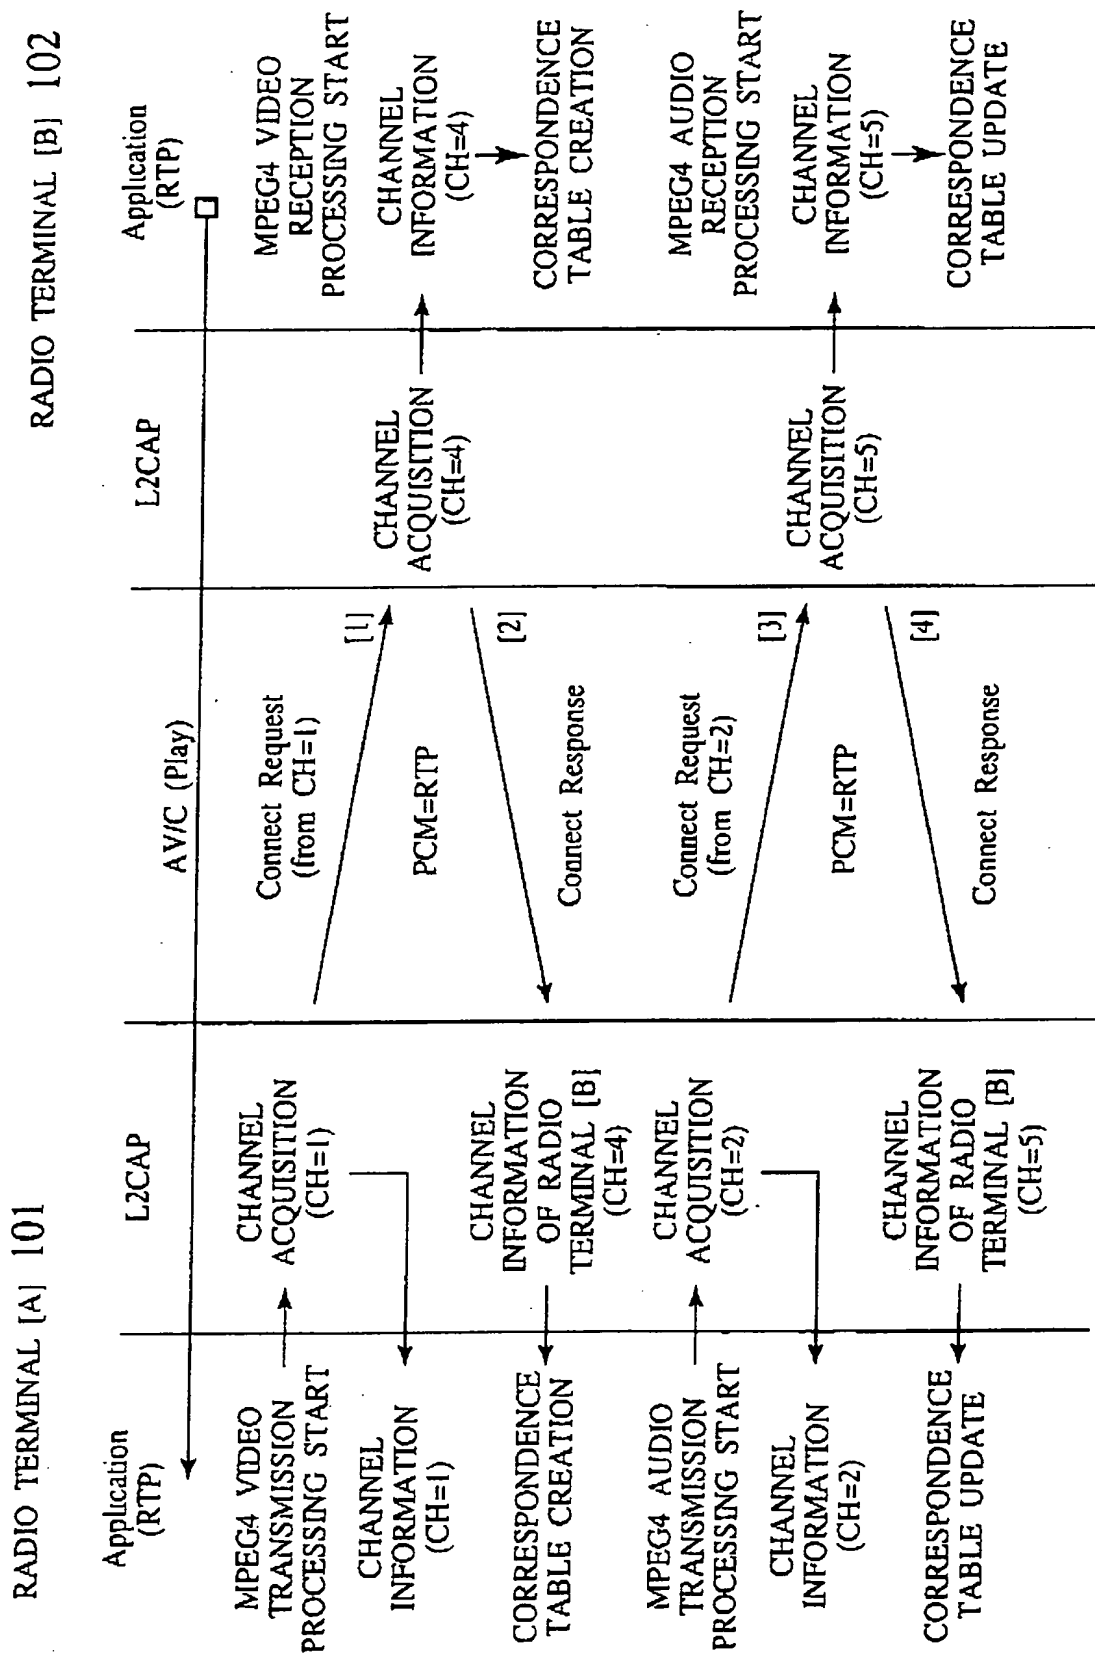 RADIO TERMINAL [A] 101
RADIO TERMINAL [B] 102
Application
(RTP)
L2CAP
AV/C (Play)
L2CAP
Application
(RTP)
MPEG4 VIDEO
TRANSMISSION
PROCESSING START
CHANNEL
ACQUISITION
(CH=1)
Connect Request
(from CH=1)
[1]
MPEG4 VIDEO
RECEPTION
PROCESSING START
CHANNEL
INFORMATION
(CH=1)
PCM=RTP
CHANNEL
ACQUISITION
(CH=4)
CHANNEL
INFORMATION
(CH=4)
CORRESPONDENCE
TABLE CREATION
CHANNEL
INFORMATION
OF RADIO
TERMINAL [B]
(CH=4)
Connect Response
[2]
CORRESPONDENCE
TABLE CREATION
MPEG4 AUDIO
TRANSMISSION
PROCESSING START
CHANNEL
ACQUISITION
(CH=2)
Connect Request
(from CH=2)
[3]
MPEG4 AUDIO
RECEPTION
PROCESSING START
CHANNEL
INFORMATION
(CH=2)
PCM=RTP
CHANNEL
ACQUISITION
(CH=5)
CHANNEL
INFORMATION
(CH=5)
CORRESPONDENCE
TABLE UPDATE
CHANNEL
INFORMATION
OF RADIO
TERMINAL [B]
(CH=5)
Connect Response
[4]
CORRESPONDENCE
TABLE UPDATE